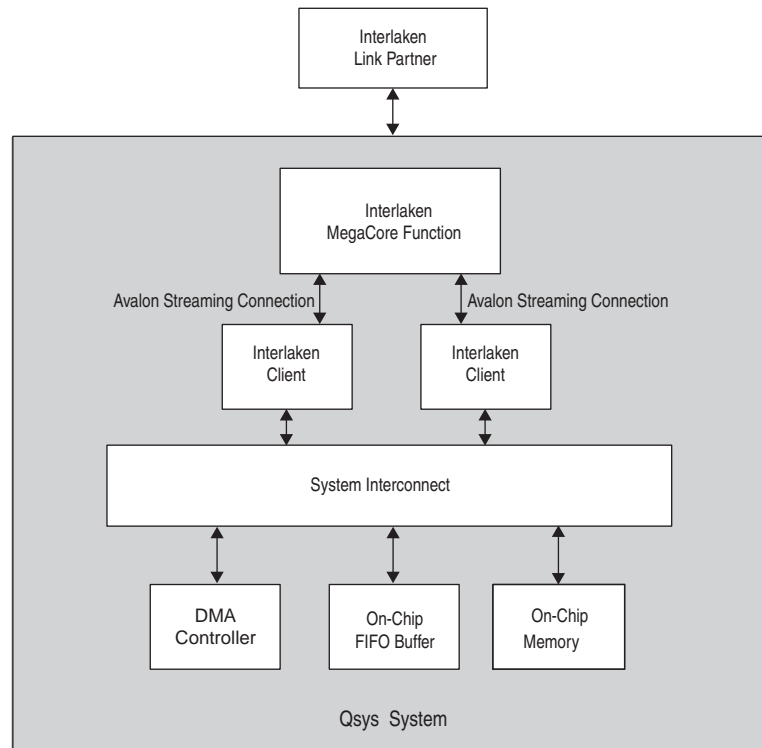 Interlaken
Link Partner
Interlaken
MegaCore Function
Avalon Streaming Connection
Avalon Streaming Connection
Interlaken
Client
Interlaken
Client
System Interconnect
DMA
Controller
On-Chip
FIFO Buffer
On-Chip
Memory
Qsys System